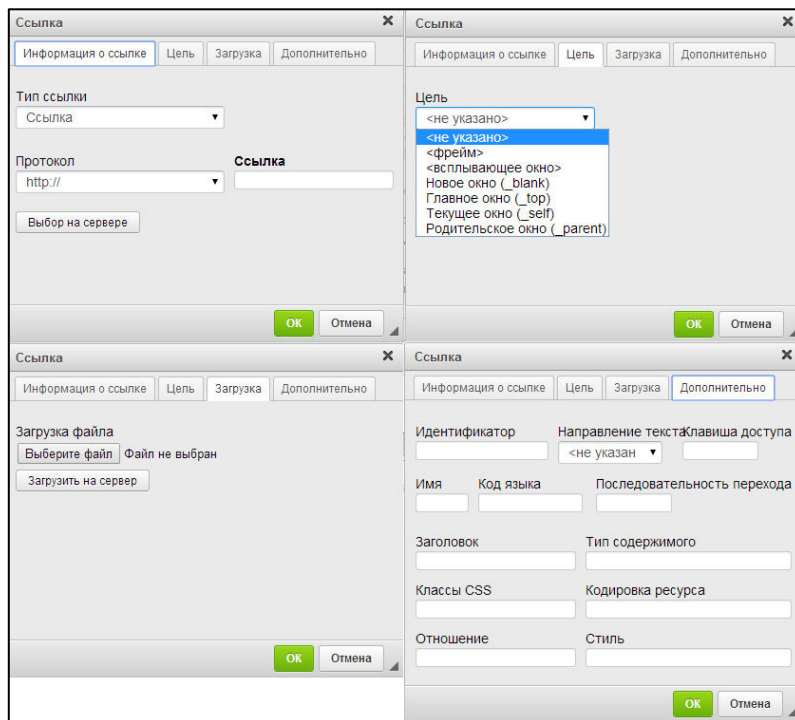 Ссылка
Информация о ссылке Цель Загрузка Дополнительно
Тип ссылки
Ссылка
Протокол Ссылка
http://
Выбор на сервере
ОК Отмена
Ссылка
Информация о ссылке Цель Загрузка Дополнительно
Цель
<не указано>
<не указано>
<фрейм>
<всплывающее окно>
Новое окно (_blank)
Главное окно (_top)
Текущее окно (_self)
Родительское окно (_parent)
ОК Отмена
Ссылка
Информация о ссылке Цель Загрузка Дополнительно
Загрузка файла
Выберите файл Файл не выбран
Загрузить на сервер
ОК Отмена
Ссылка
Информация о ссылке Цель Загрузка Дополнительно
Идентификатор Направление текста Клавиша доступа
<не указан
Имя Код языка Последовательность перехода
Заголовок Тип содержимого
Классы CSS Кодировка ресурса
Отношение Стиль
ОК Отмена